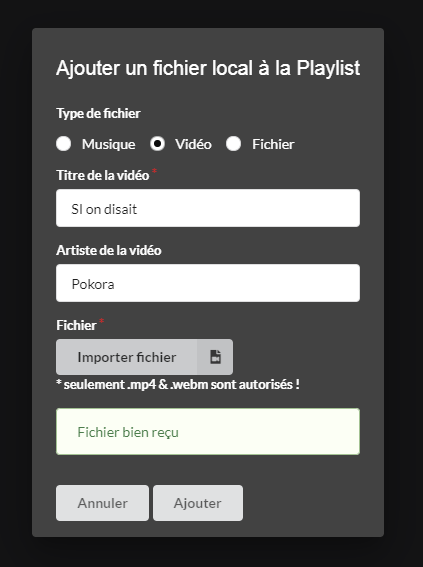 Ajouter un fichier local à la Playlist
Type de fichier
Musique Vidéo Fichier
Titre de la vidéo *
SI on disait
Artiste de la vidéo
Pokora
Fichier *
Importer fichier
* seulement .mp4 & .webm sont autorisés !
Fichier bien reçu
Annuler Ajouter